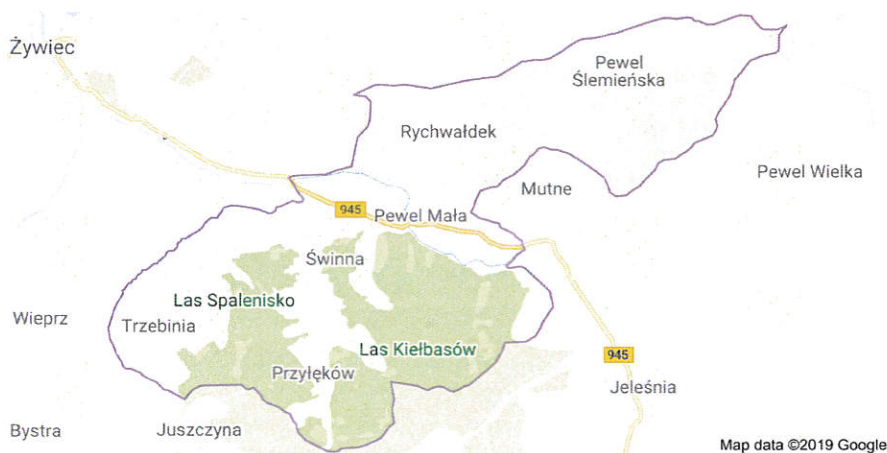 Żywiec
Pewel
Ślemieńska
Rychwałdek
Pewel Wielka
Mutne
945
Pewel Mała
Świnna
Las Spalenisko
Wieprz
Trzebinia
Las Kiełbasów
945
Przyłęków
Jeleśnia
Bystra
Juszczyna
Map data ©2019 Google